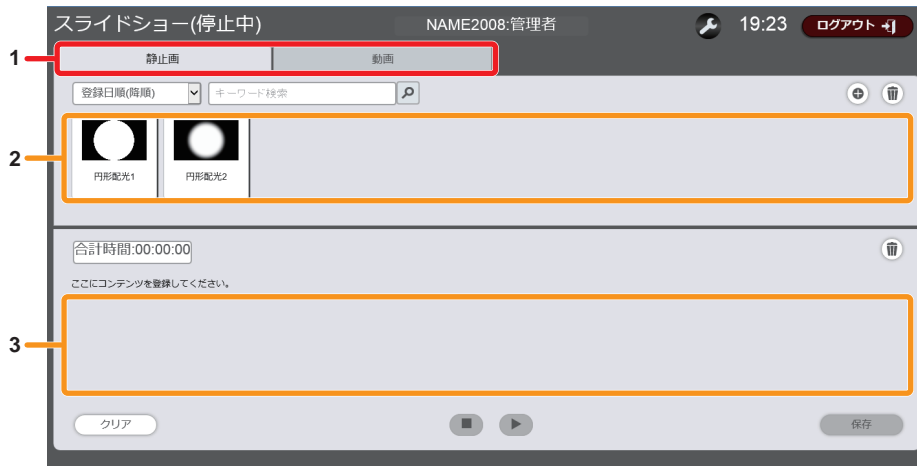 スライドショー(停止中)
NAME2008:管理者
19:23
ログアウト
1
静止画
動画
登録日順(降順)
キーワード検索
2
円形配光1
円形配光2
合計時間:00:00:00
ここにコンテンツを登録してください。
3
クリア
保存